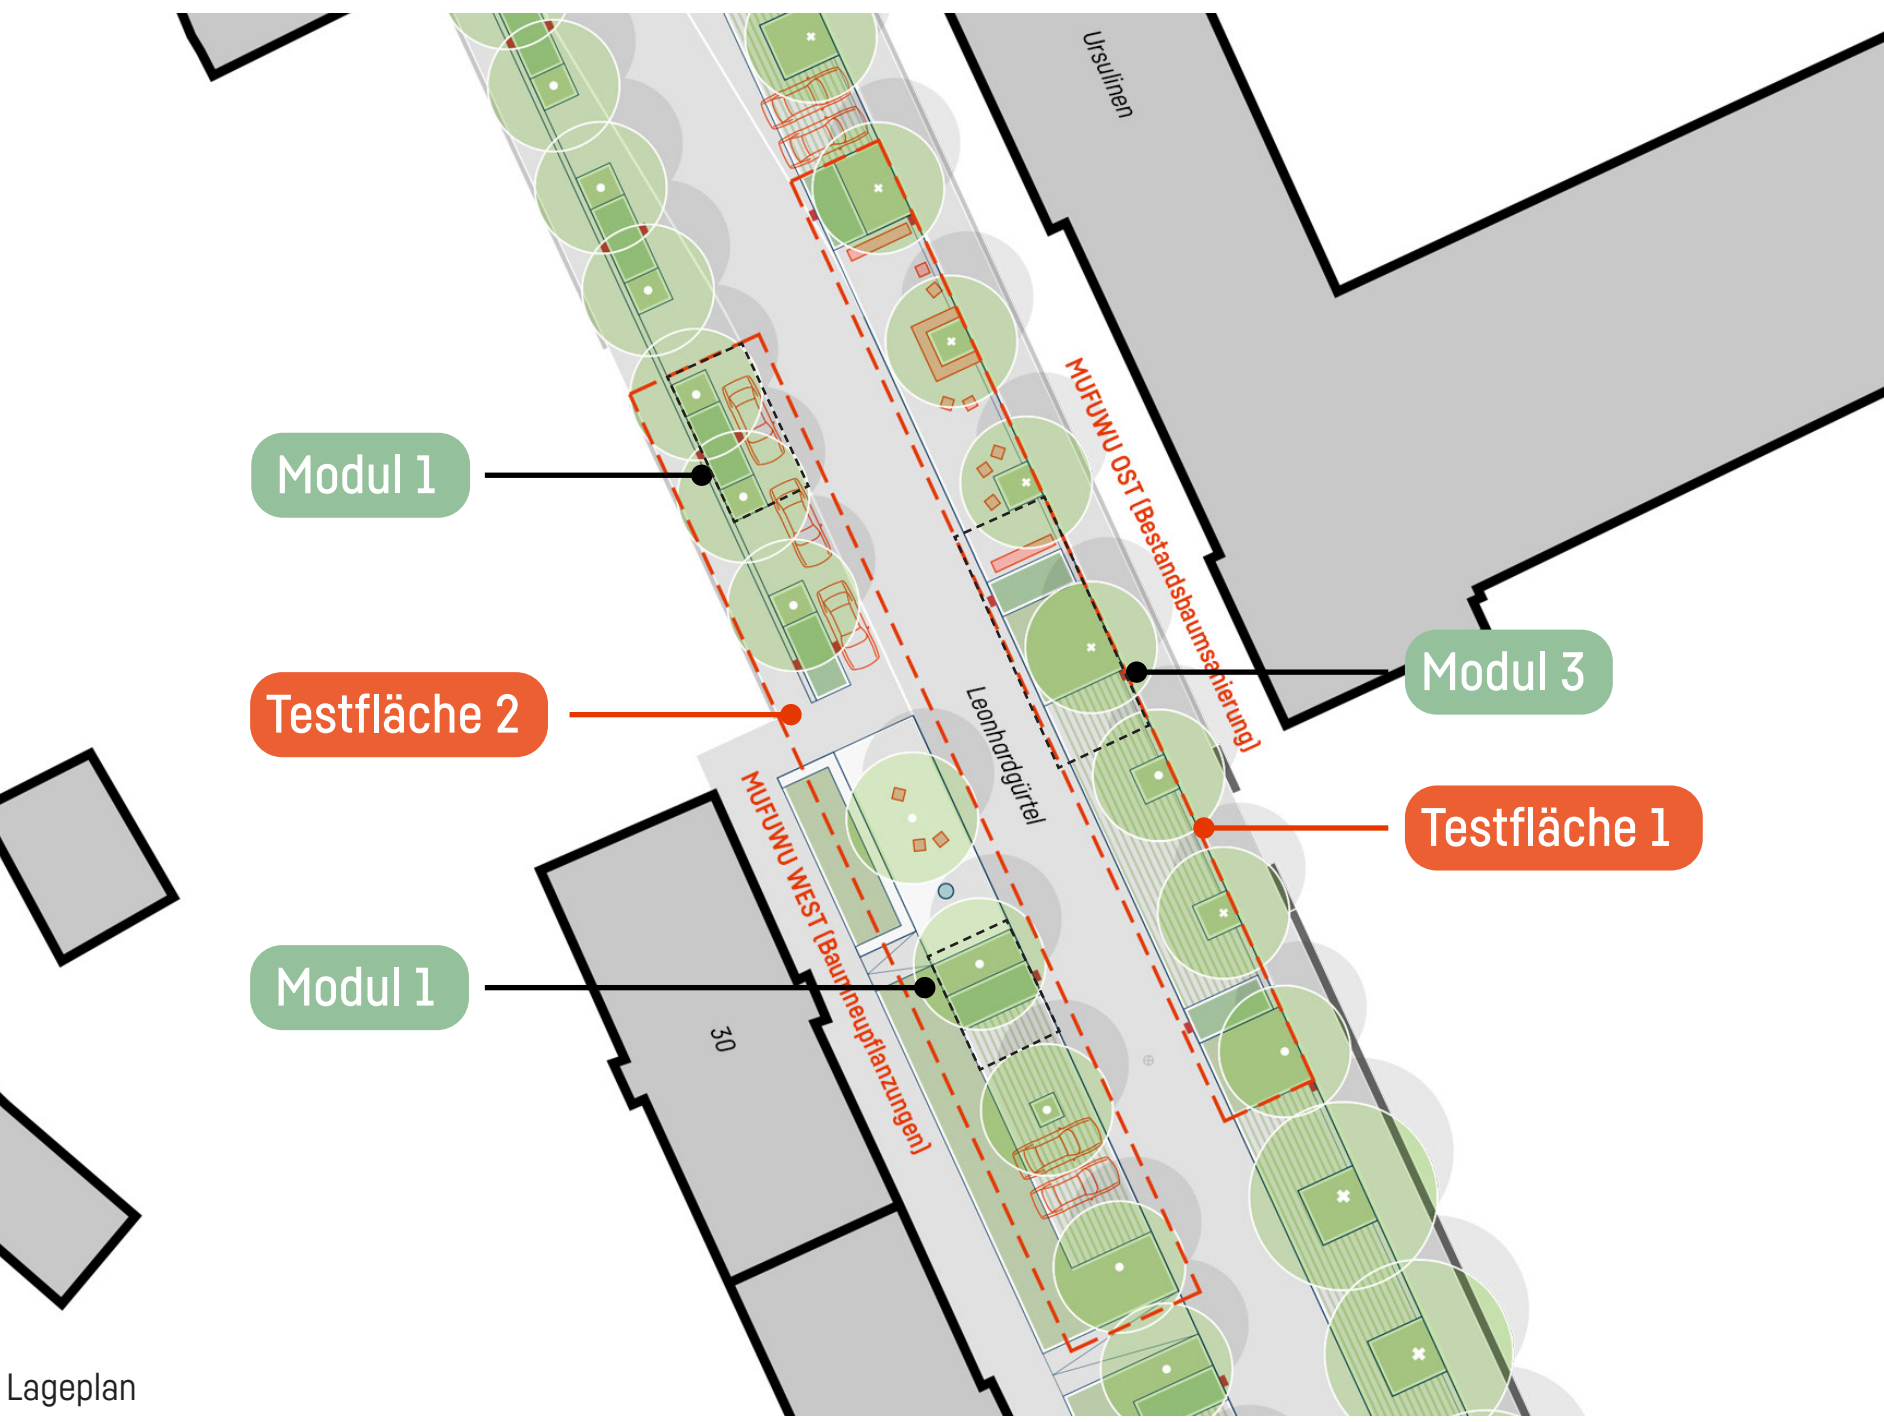 Ursulinen
MUFUWU OST (Bestandsbaumsanierung)
Modul 1
Modul 3
Testfläche 2
Leonhardgürtel
MUFUWU WEST (Baumneupflanzungen)
Testfläche 1
Modul 1
30
Lageplan